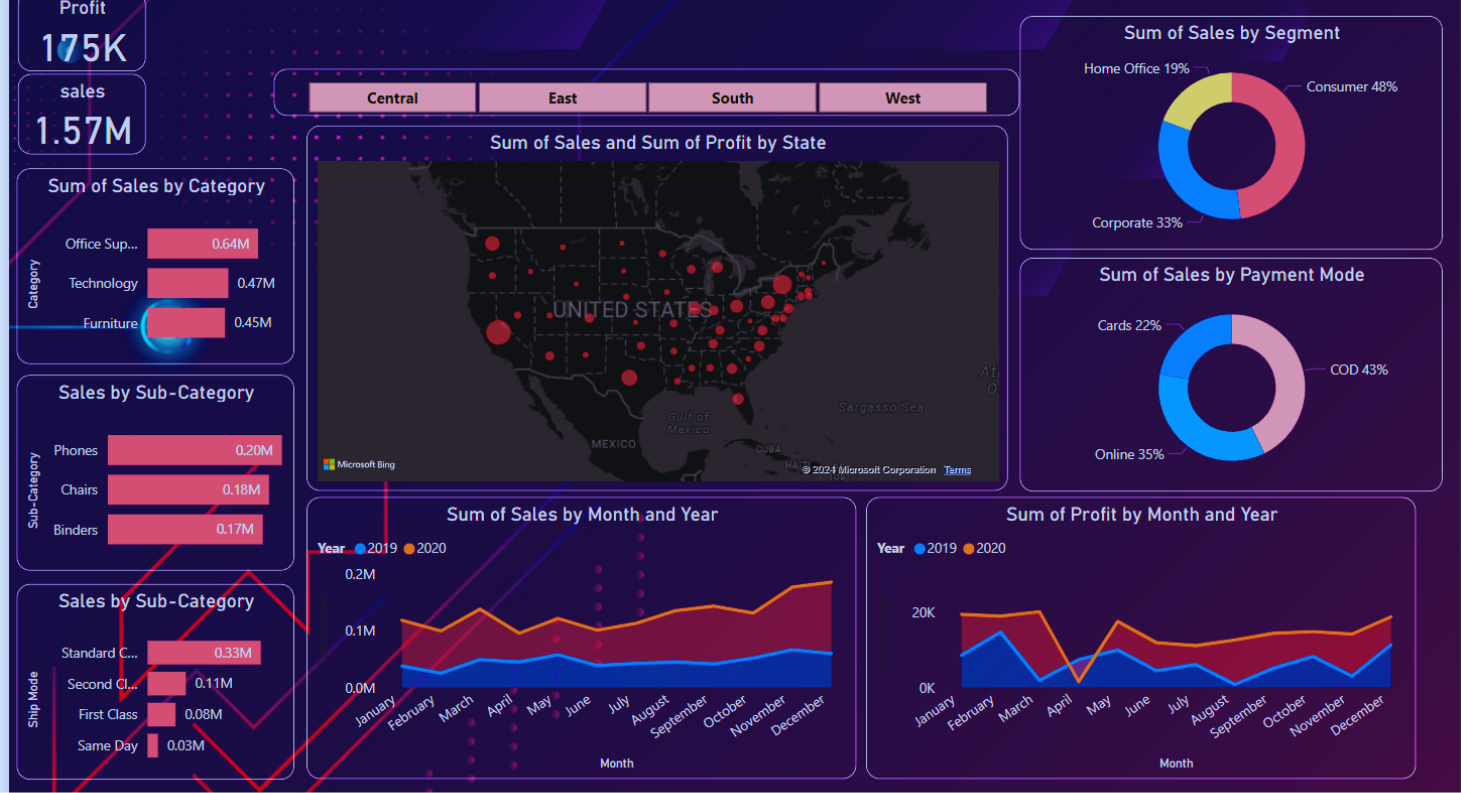 Profit
175K
sales
1.57M
Central East South West
Sum of Sales by Category
Category
Office Sup... 0.64M
Technology 0.47M
Furniture 0.45M
Sales by Sub-Category
Sub-Category
Phones 0.20M
Chairs 0.18M
Binders 0.17M
Sales by Sub-Category
Ship Mode
Standard C... 0.33M
Second Cl... 0.11M
First Class 0.08M
Same Day 0.03M
Sum of Sales and Sum of Profit by State
UNITED STATES
MEXICO
Gulf of
Mexico
CUBA
Sargasso Sea
Microsoft Bing
© 2024 Microsoft Corporation Terms
Sum of Sales by Segment
Home Office 19%
Consumer 48%
Corporate 33%
Sum of Sales by Payment Mode
Cards 22%
COD 43%
Online 35%
Sum of Sales by Month and Year
Year 2019 2020
0.2M
0.1M
0.0M
January February March April May June July August September October November December
Month
Sum of Profit by Month and Year
Year 2019 2020
20K
0K
January February March April May June July August September October November December
Month